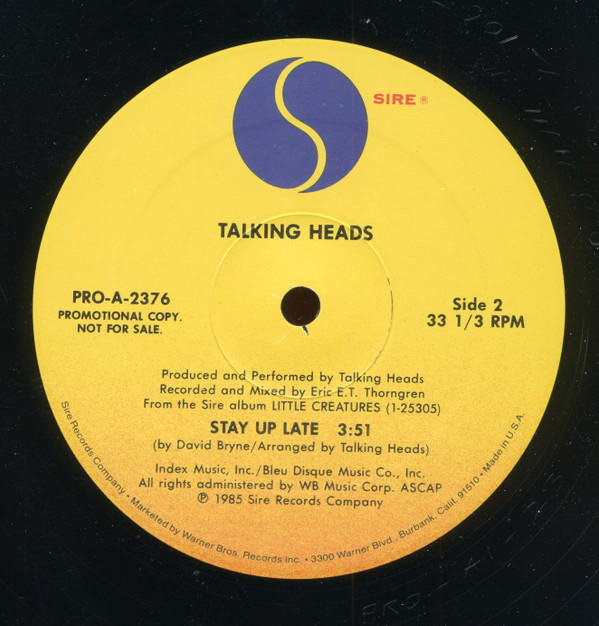 SIRE ®
TALKING HEADS
PRO-A-2376
PROMOTIONAL COPY.
NOT FOR SALE.
Side 2
33 1/3 RPM
Produced and Performed by Talking Heads
Recorded and Mixed by Eric E.T. Thorngren
From the Sire album LITTLE CREATURES (1-25305)
STAY UP LATE 3:51
(by David Bryne/Arranged by Talking Heads)
Index Music, Inc./Bleu Disque Music Co., Inc.
All rights administered by WB Music Corp. ASCAP
℗ 1985 Sire Records Company
Sire Records Company • Marketed by Warner Bros. Records Inc. • 3300 Warner Blvd., Burbank, Calif. 91510 • Made in U.S.A.